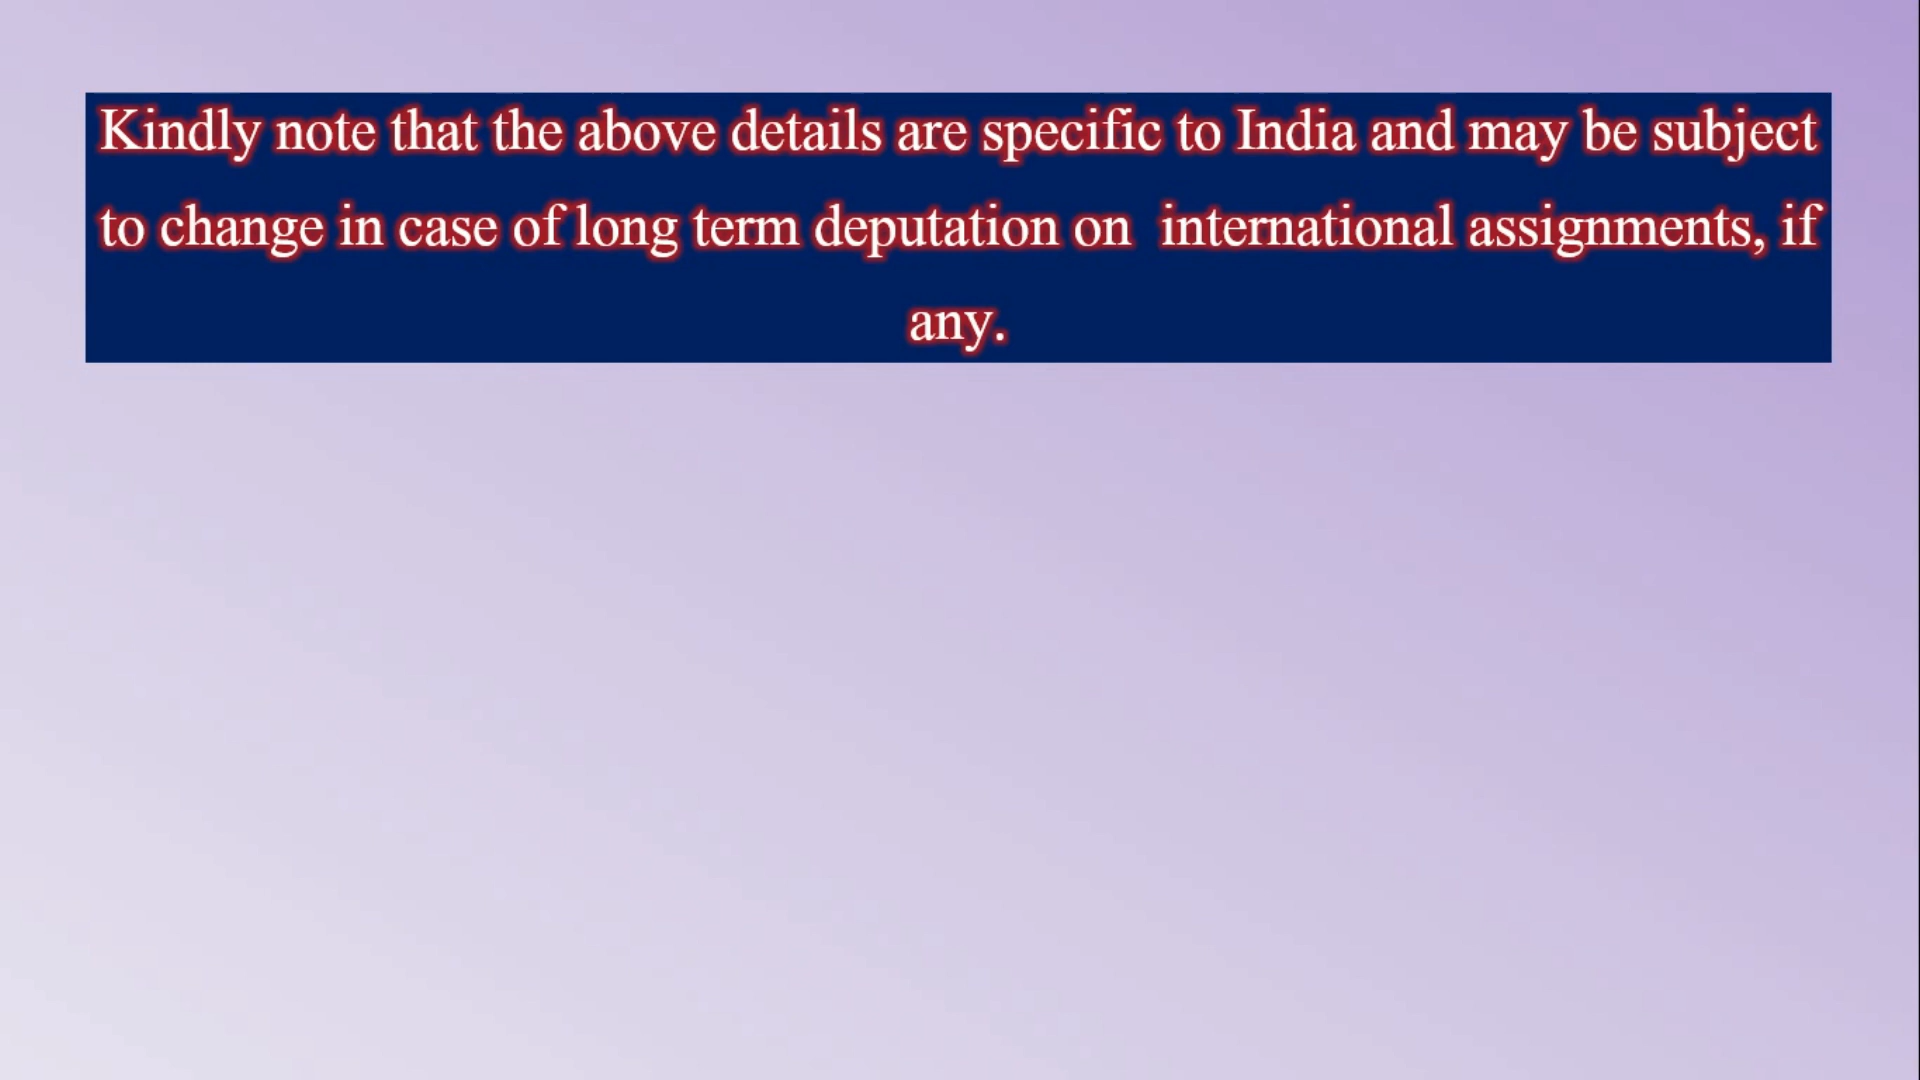 Kindly note that the above details are specific to India and may be subject
to change in case of long term deputation on  international assignments, if
any.